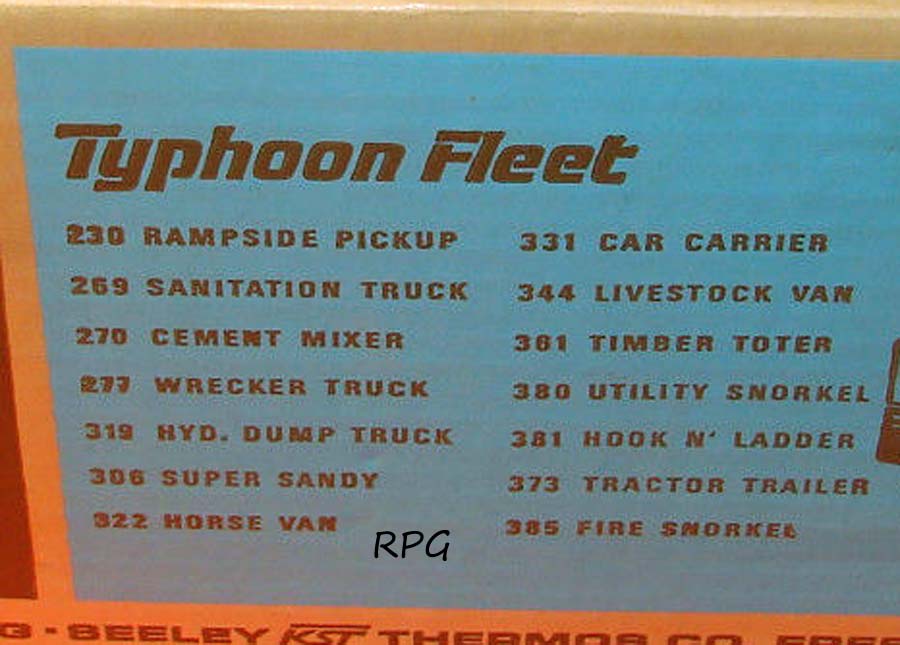 Typhoon Fleet
230 RAMPSIDE PICKUP
269 SANITATION TRUCK
270 CEMENT MIXER
277 WRECKER TRUCK
319 HYD. DUMP TRUCK
306 SUPER SANDY
322 HORSE VAN
331 CAR CARRIER
344 LIVESTOCK VAN
361 TIMBER TOTER
380 UTILITY SNORKEL
381 HOOK N' LADDER
373 TRACTOR TRAILER
385 FIRE SNORKEL
RPG
G - SEELEY KST THERMOS CO.